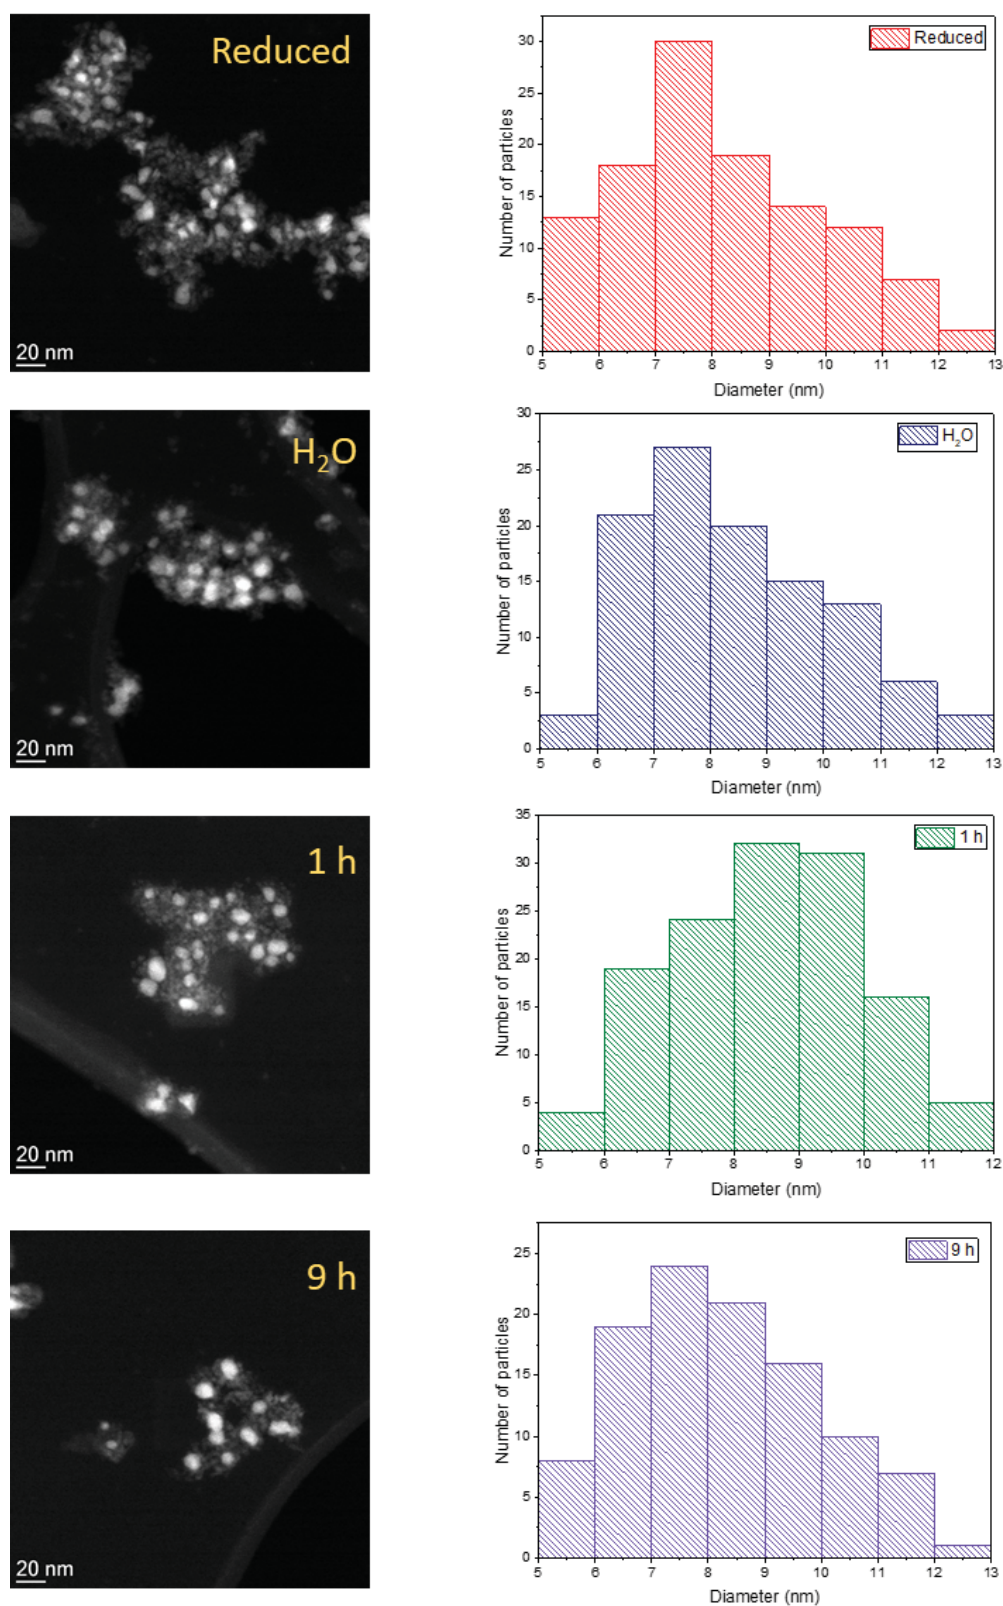 Reduced
20 nm
Reduced
Number of particles
30
25
20
15
10
5
0
5 6 7 8 9 10 11 12 13
Diameter (nm)
H₂O
20 nm
H₂O
Number of particles
30
25
20
15
10
5
0
5 6 7 8 9 10 11 12 13
Diameter (nm)
1 h
20 nm
1 h
Number of particles
35
30
25
20
15
10
5
0
5 6 7 8 9 10 11 12
Diameter (nm)
9 h
20 nm
9 h
Number of particles
25
20
15
10
5
0
5 6 7 8 9 10 11 12 13
Diameter (nm)